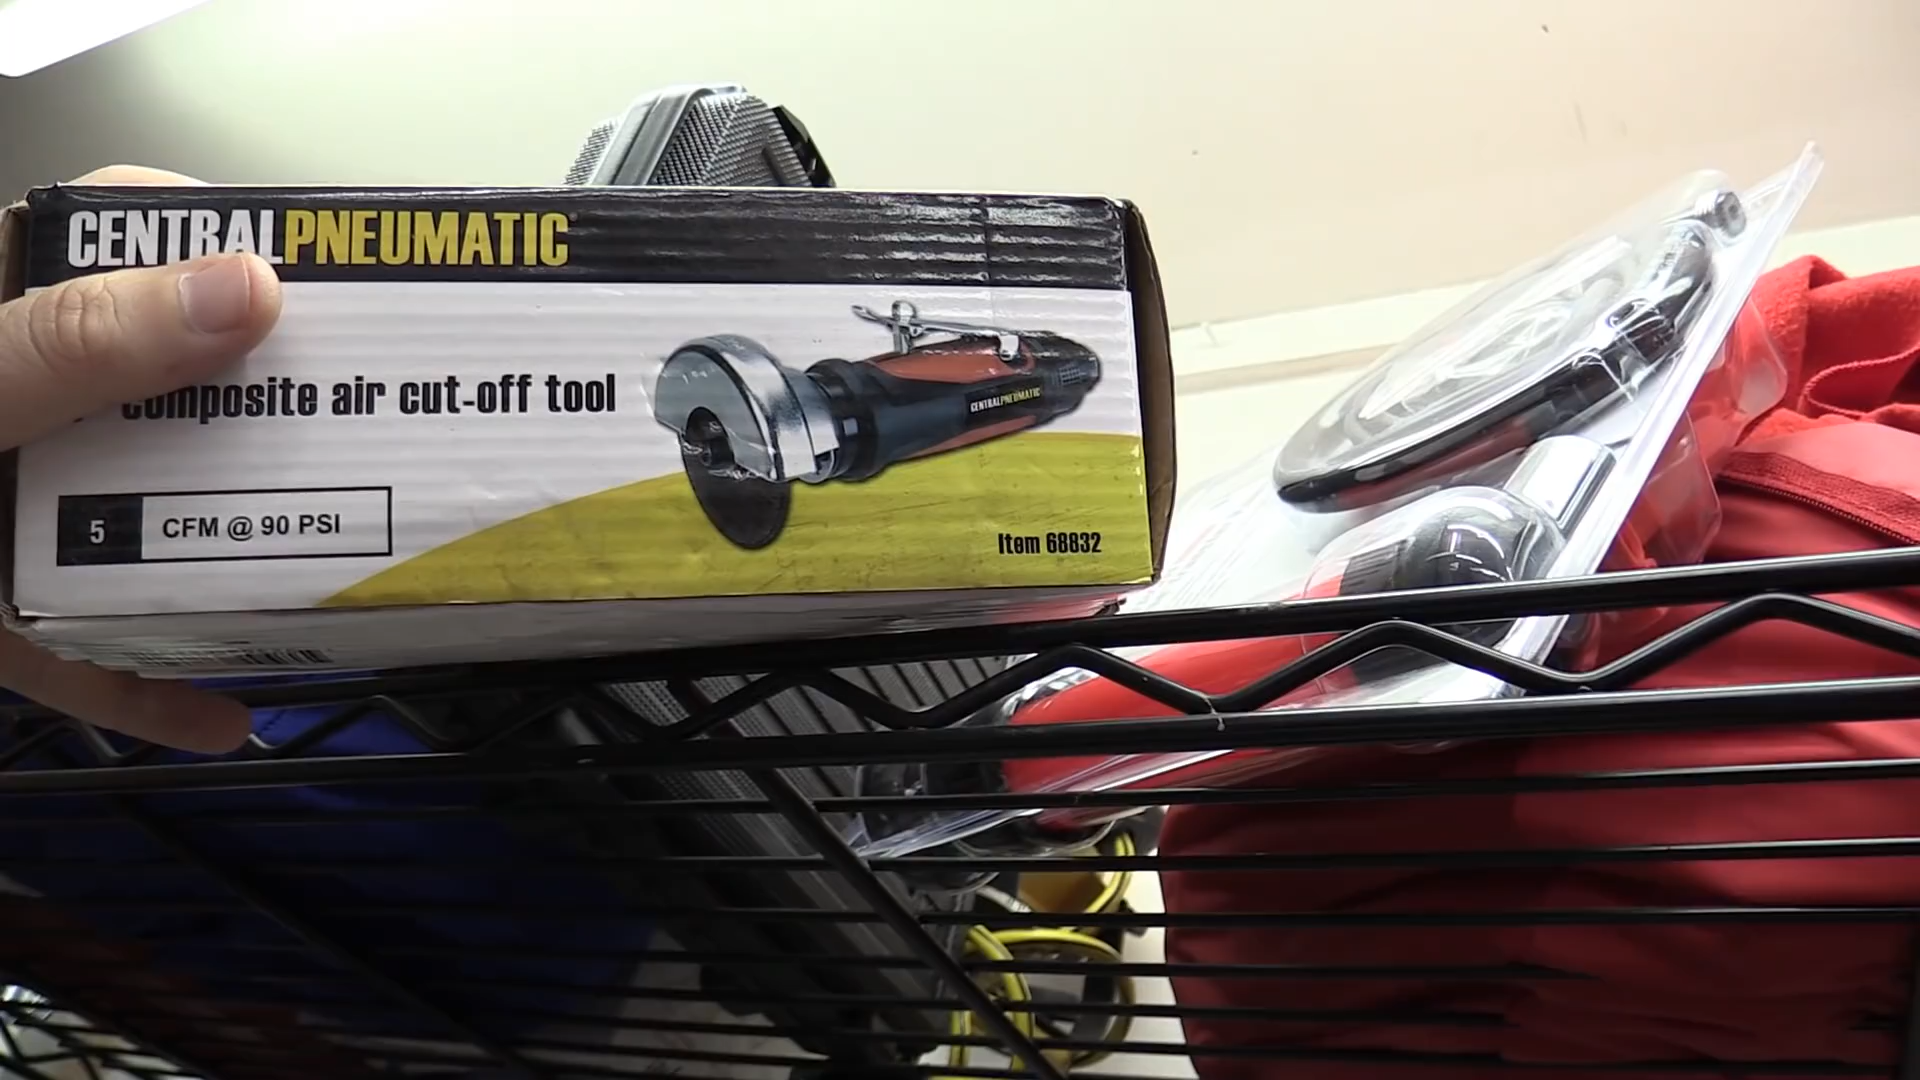 CENTRALPNEUMATIC
composite air cut-off tool
CENTRALPNEUMATIC
5 CFM @ 90 PSI
Item 68832